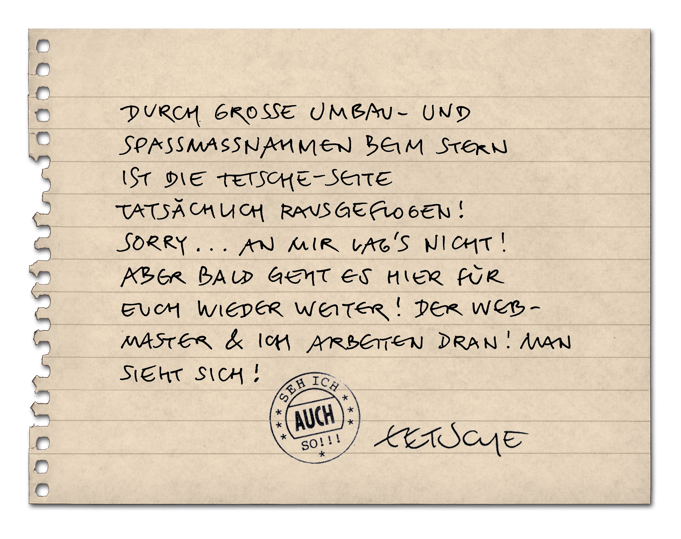 DURCH GROSSE UMBAU- UND
SPASSMASSNAHMEN BEIM STERN
IST DIE TETSCHE-SEITE
TATSÄCHLICH RAUSGEFLOGEN!
SORRY... AN MIR LAG'S NICHT!
ABER BALD GEHT ES HIER FÜR
EUCH WIEDER WEITER! DER WEB-
MASTER & ICH ARBEITEN DRAN! MAN
SIEHT SICH!
SEH ICH
AUCH
SO!!!
TETSCHE